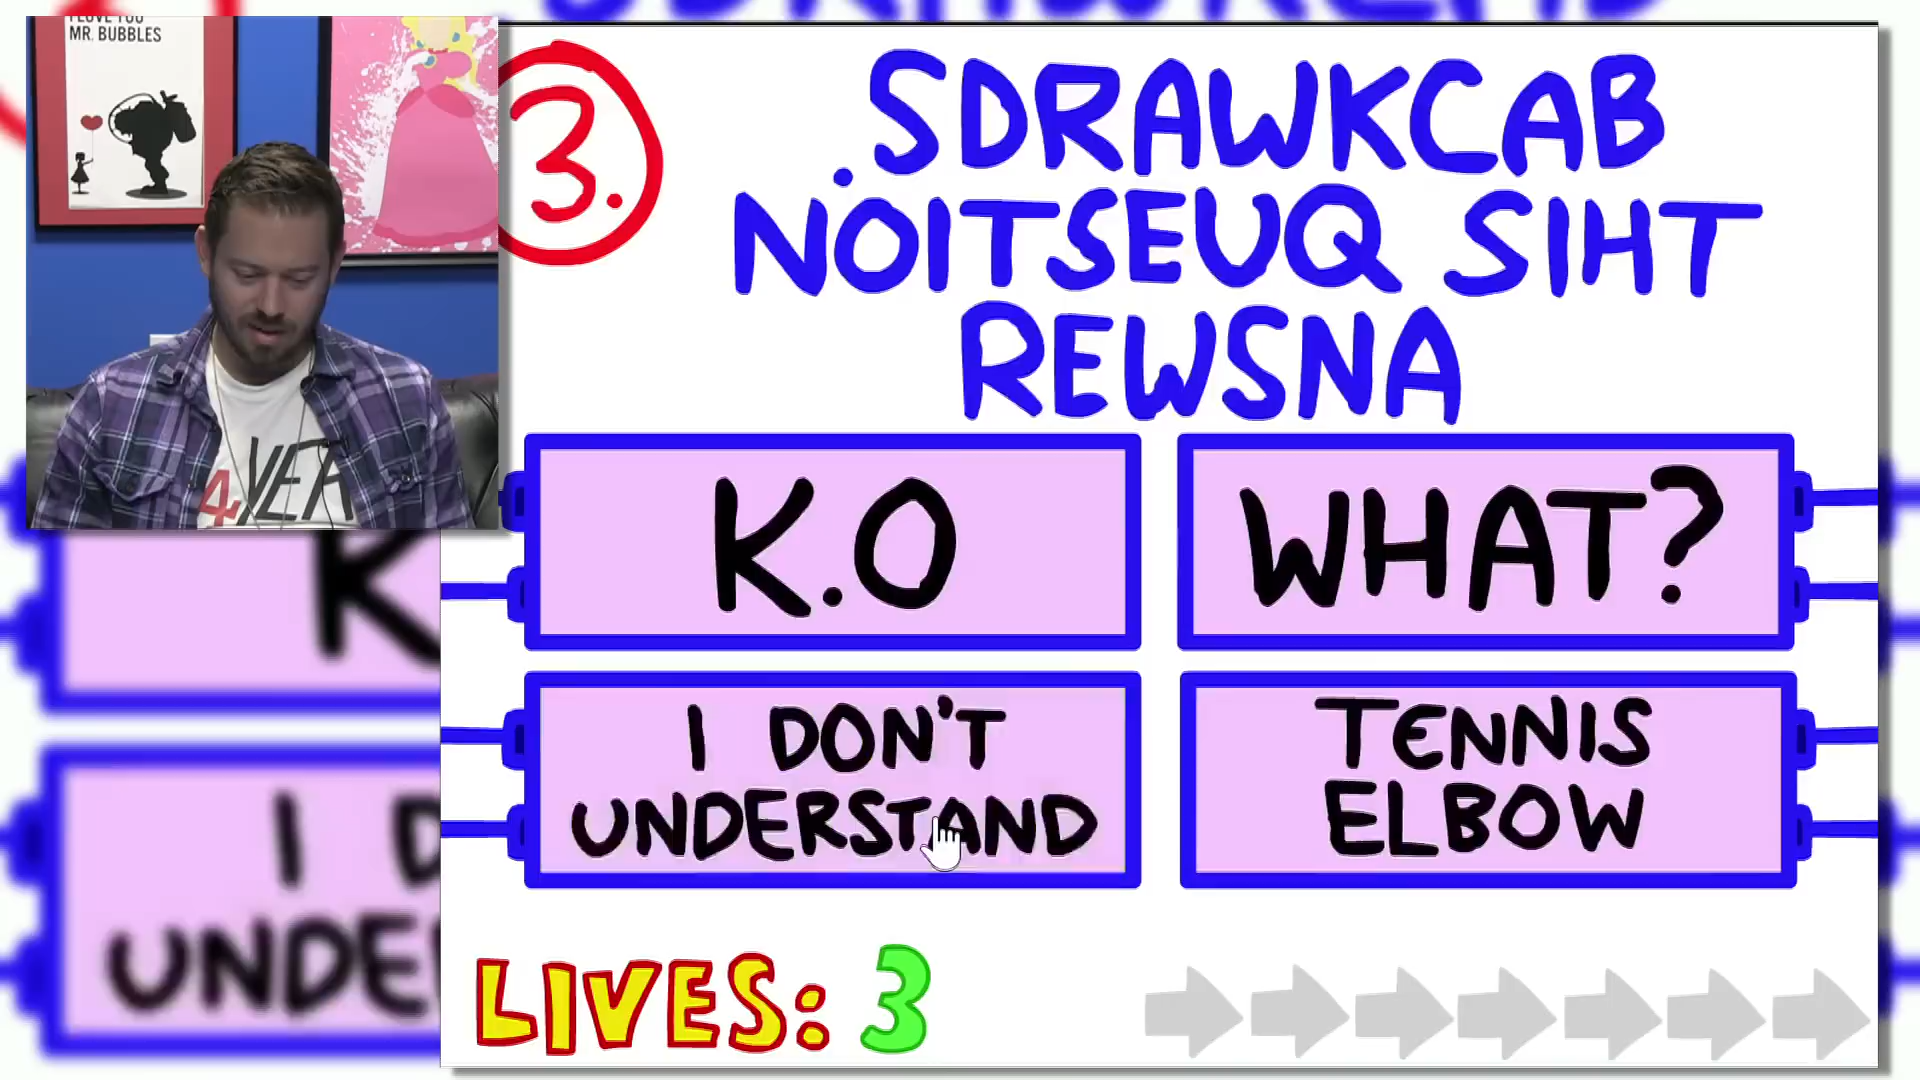 I LOVE YOU
MR. BUBBLES
3.
.SDRAWKCAB
NOITSEUQ SIHT
REWSNA
K.O
WHAT?
I DON'T
UNDERSTAND
TENNIS
ELBOW
LIVES: 3